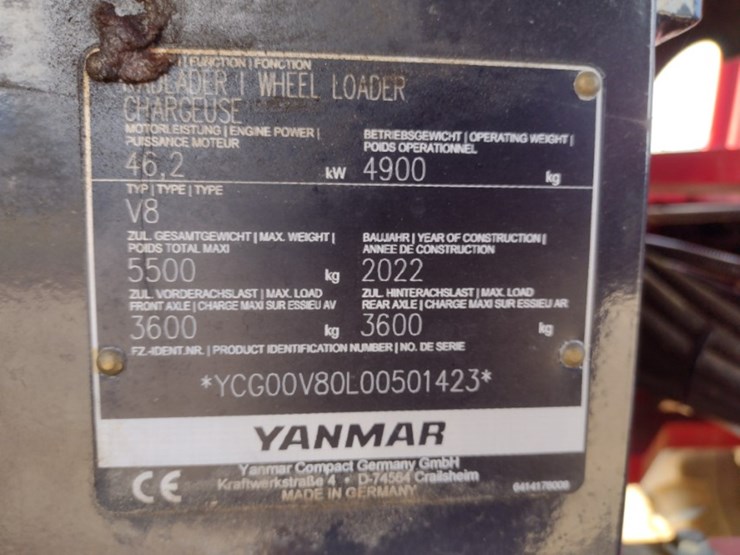 | FUNCTION | FONCTION
WHEEL LOADER
CHARGEUSE
MOTORLEISTUNG | ENGINE POWER |
PUISSANCE MOTEUR
46,2 kW
BETRIEBSGEWICHT | OPERATING WEIGHT |
POIDS OPERATIONNEL
4900 kg
TYP | TYPE | TYPE
V8
ZUL. GESAMTGEWICHT | MAX. WEIGHT |
POIDS TOTAL MAXI
5500 kg
BAUJAHR | YEAR OF CONSTRUCTION |
ANNEE DE CONSTRUCTION
2022
ZUL. VORDERACHSLAST | MAX. LOAD
FRONT AXLE | CHARGE MAXI SUR ESSIEU AV
3600 kg
ZUL. HINTERACHSLAST | MAX. LOAD
REAR AXLE | CHARGE MAXI SUR ESSIEU AR
3600 kg
FZ.-IDENT.NR. | PRODUCT IDENTIFICATION NUMBER | NO. DE SERIE
*YCG00V80L00501423*
YANMAR
CE
Yanmar Compact Germany GmbH
Kraftwerkstraße 4 • D-74564 Crailsheim
MADE IN GERMANY
6414178008